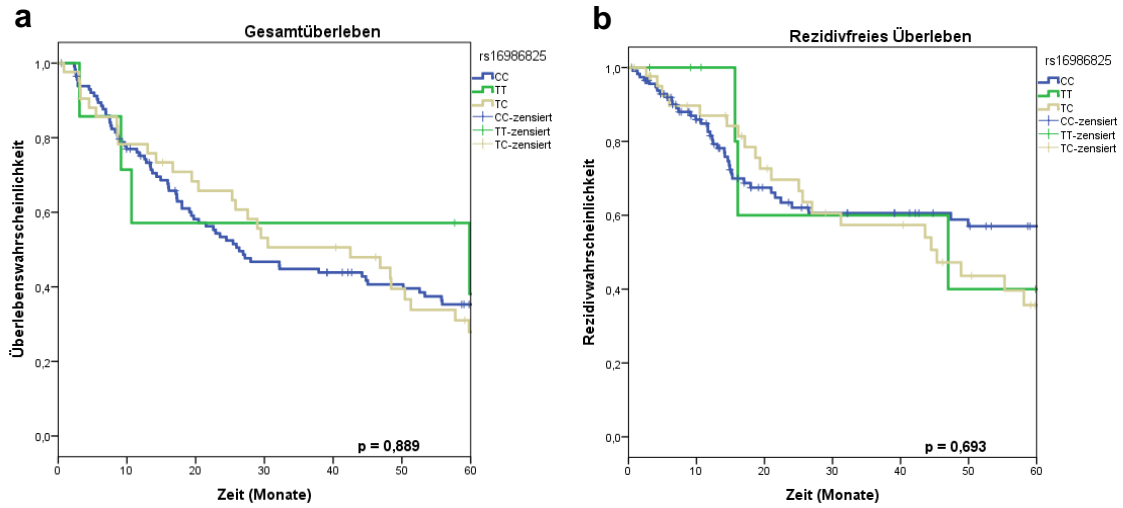 a
Gesamtüberleben
rs16986825
CC
TT
TC
CC-zensiert
TT-zensiert
TC-zensiert
Überlebenswahrscheinlichkeit
1,0
0,8
0,6
0,4
0,2
0,0
p = 0,889
0 10 20 30 40 50 60
Zeit (Monate)
b
Rezidivfreies Überleben
rs16986825
CC
TT
TC
CC-zensiert
TT-zensiert
TC-zensiert
Rezidivwahrscheinlichkeit
1,0
0,8
0,6
0,4
0,2
0,0
p = 0,693
0 10 20 30 40 50 60
Zeit (Monate)